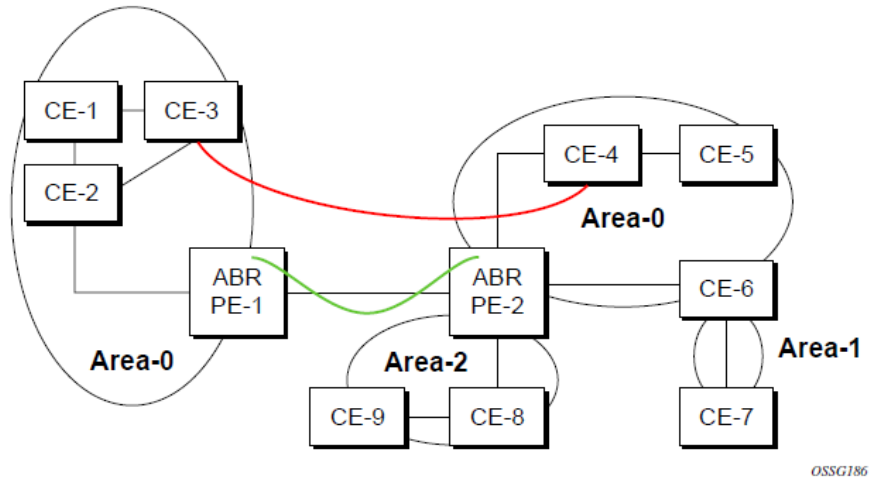 CE-1
CE-3
CE-2
ABR
PE-1
Area-0
CE-4
CE-5
Area-0
ABR
PE-2
CE-6
Area-2
Area-1
CE-9
CE-8
CE-7
OSSG186